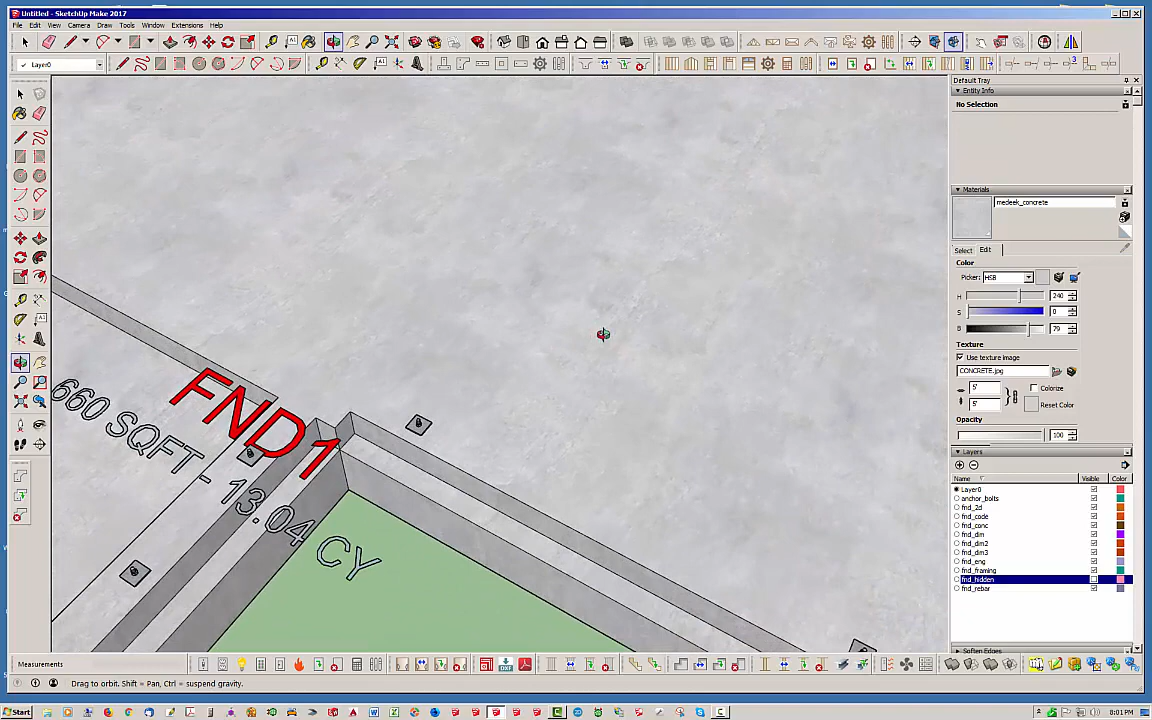 Untitled - SketchUp Make 2017
File Edit View Camera Draw Tools Window Extensions Help
Layer0
Default Tray
Entity Info
No Selection
Materials
medeek_concrete
Select Edit
Color
Picker: HSB
H 240
S 0
B 79
Texture
Use texture image
CONCRETE.jpg
5' Colorize
5' Reset Color
Opacity
100
Layers
Name Visible Color
Layer0
anchor_bolts
fnd_2d
fnd_code
fnd_conc
fnd_dim
fnd_dim2
fnd_dim3
fnd_eng
fnd_framing
fnd_hidden
fnd_rebar
Soften Edges
FND1
660 SQFT - 13.04 CY
Measurements
Drag to orbit. Shift = Pan, Ctrl = suspend gravity.
Start 8:01 PM